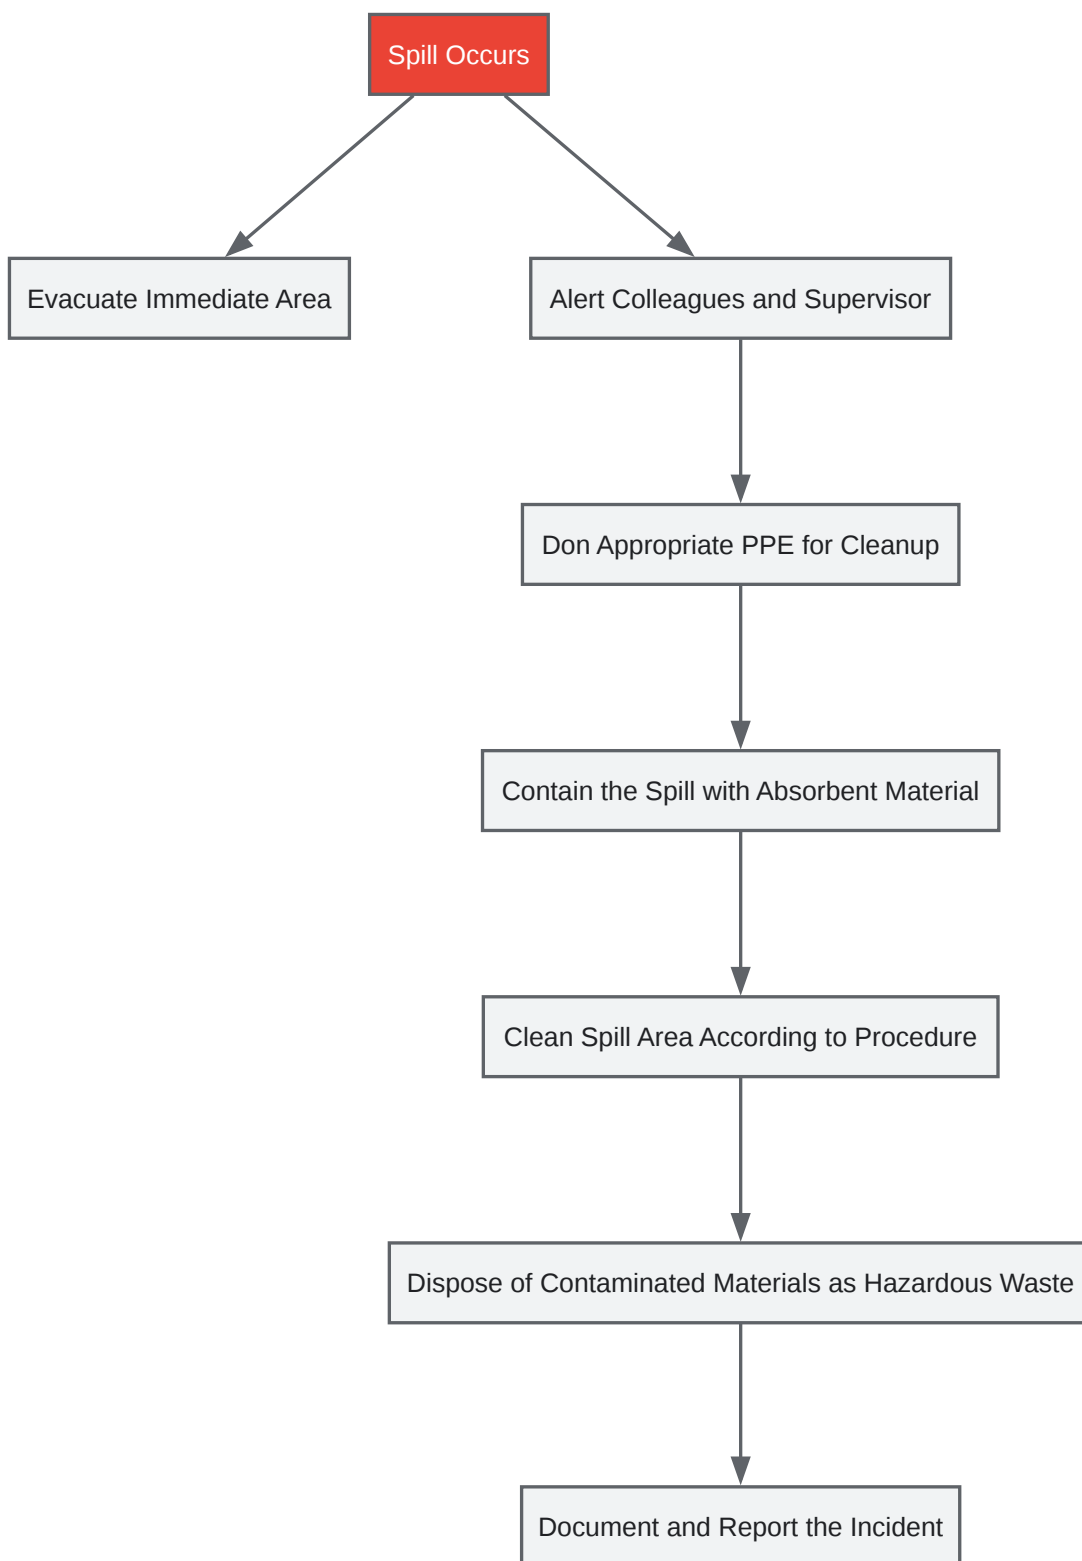 Spill Occurs
Evacuate Immediate Area
Alert Colleagues and Supervisor
Don Appropriate PPE for Cleanup
Contain the Spill with Absorbent Material
Clean Spill Area According to Procedure
Dispose of Contaminated Materials as Hazardous Waste
Document and Report the Incident